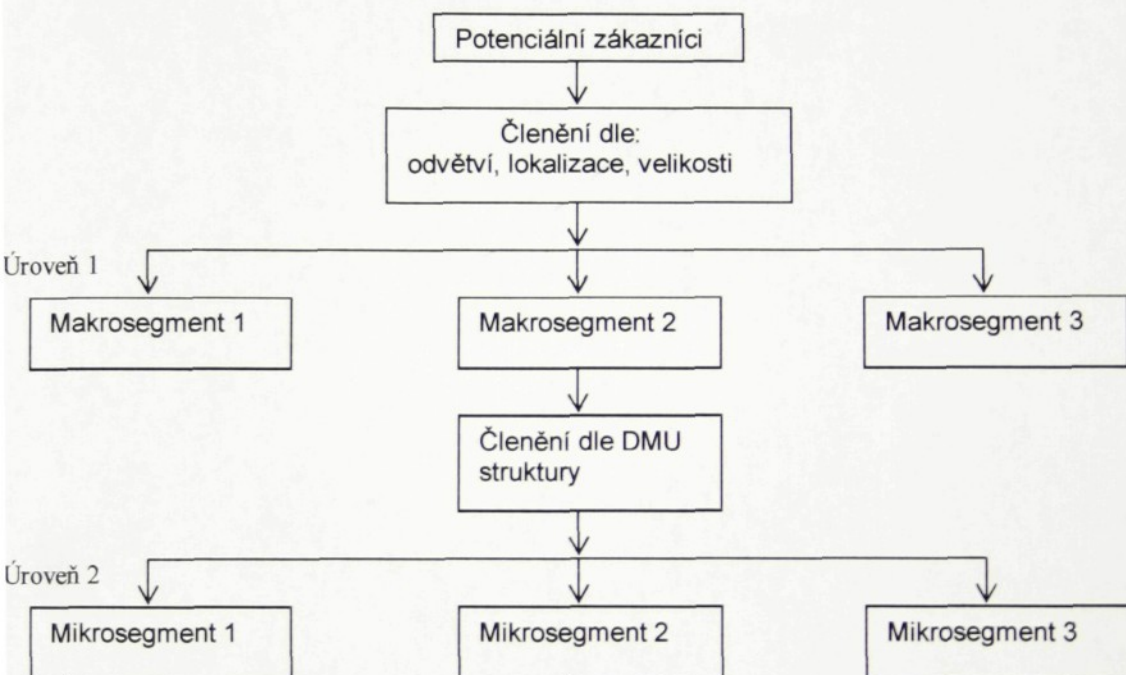 Potenciální zákazníci
Členění dle:
odvětví, lokalizace, velikosti
Úroveň 1
Makrosegment 1
Makrosegment 2
Makrosegment 3
Členění dle DMU
struktury
Úroveň 2
Mikrosegment 1
Mikrosegment 2
Mikrosegment 3